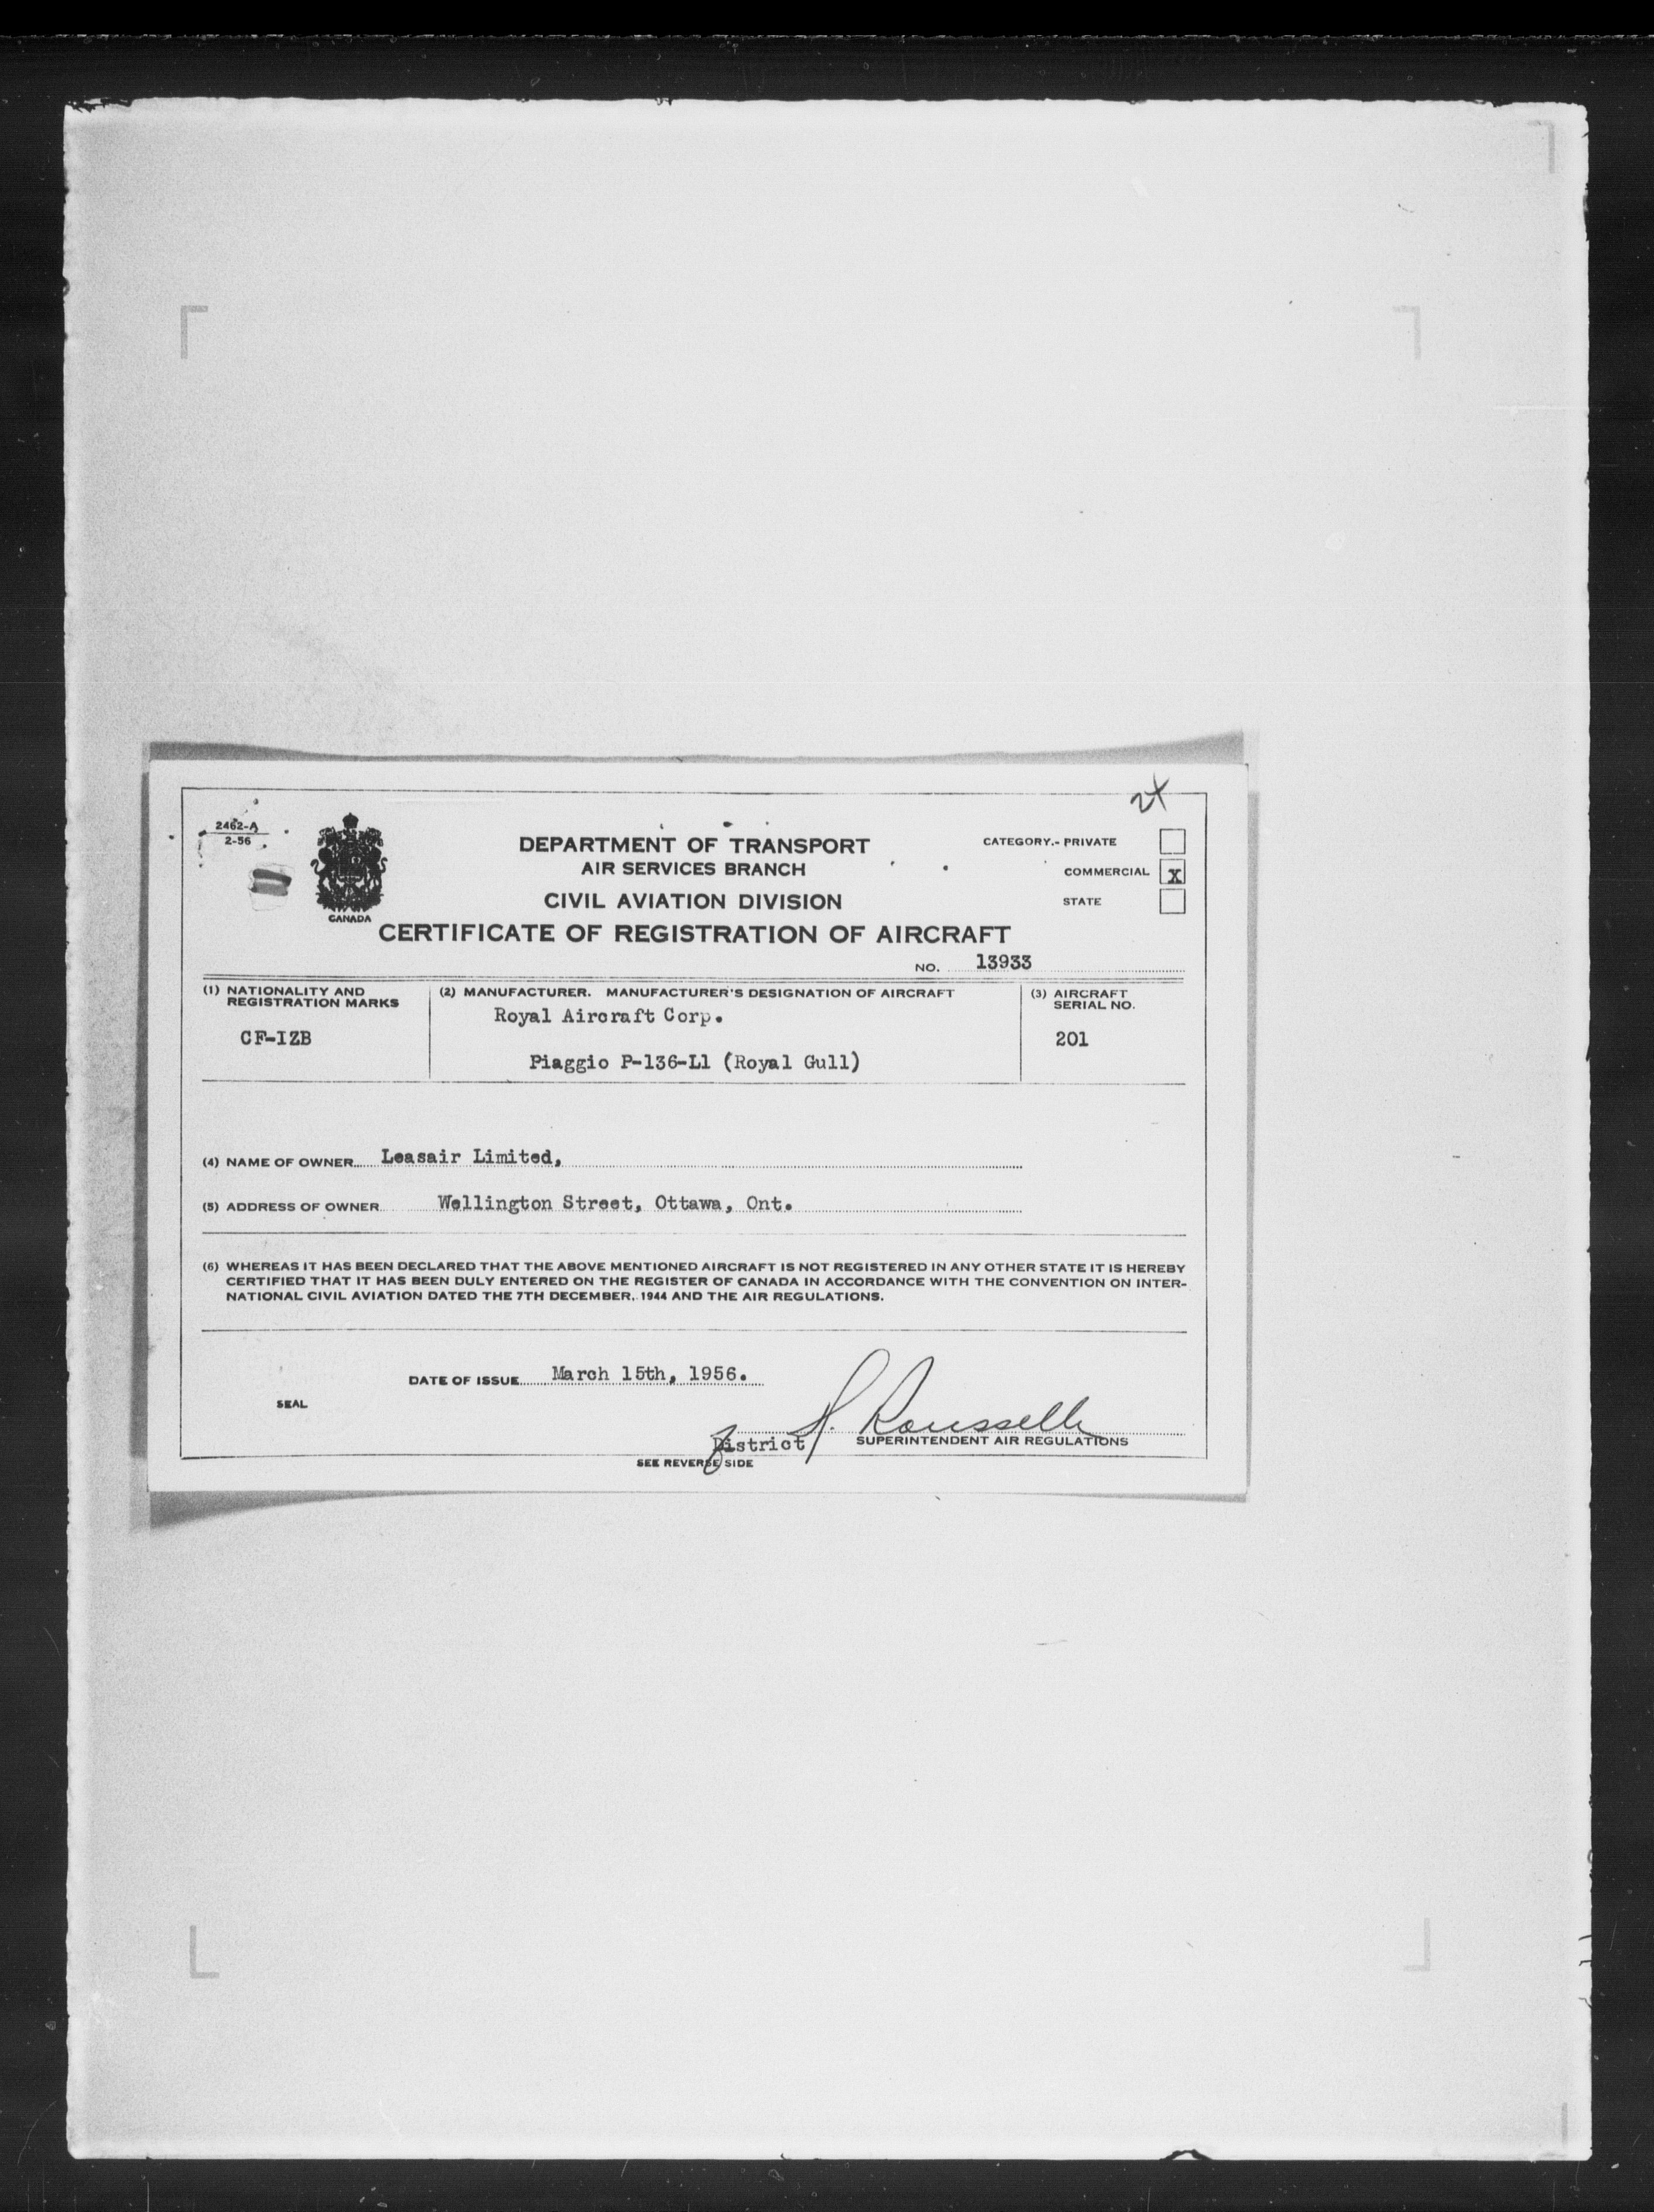 24
2462-A
2-56
CANADA
DEPARTMENT OF TRANSPORT
AIR SERVICES BRANCH
CIVIL AVIATION DIVISION
CERTIFICATE OF REGISTRATION OF AIRCRAFT
CATEGORY.- PRIVATE
COMMERCIAL X
STATE
NO. 13933
(1) NATIONALITY AND
REGISTRATION MARKS
CF-IZB
(2) MANUFACTURER. MANUFACTURER'S DESIGNATION OF AIRCRAFT
Royal Aircraft Corp.
Piaggio P-136-L1 (Royal Gull)
(3) AIRCRAFT
SERIAL NO.
201
(4) NAME OF OWNER Leasair Limited,
(5) ADDRESS OF OWNER Wellington Street, Ottawa, Ont.
(6) WHEREAS IT HAS BEEN DECLARED THAT THE ABOVE MENTIONED AIRCRAFT IS NOT REGISTERED IN ANY OTHER STATE IT IS HEREBY
CERTIFIED THAT IT HAS BEEN DULY ENTERED ON THE REGISTER OF CANADA IN ACCORDANCE WITH THE CONVENTION ON INTER-
NATIONAL CIVIL AVIATION DATED THE 7TH DECEMBER, 1944 AND THE AIR REGULATIONS.
DATE OF ISSUE March 15th, 1956.
SEAL
Rousselle
District SUPERINTENDENT AIR REGULATIONS
SEE REVERSE SIDE